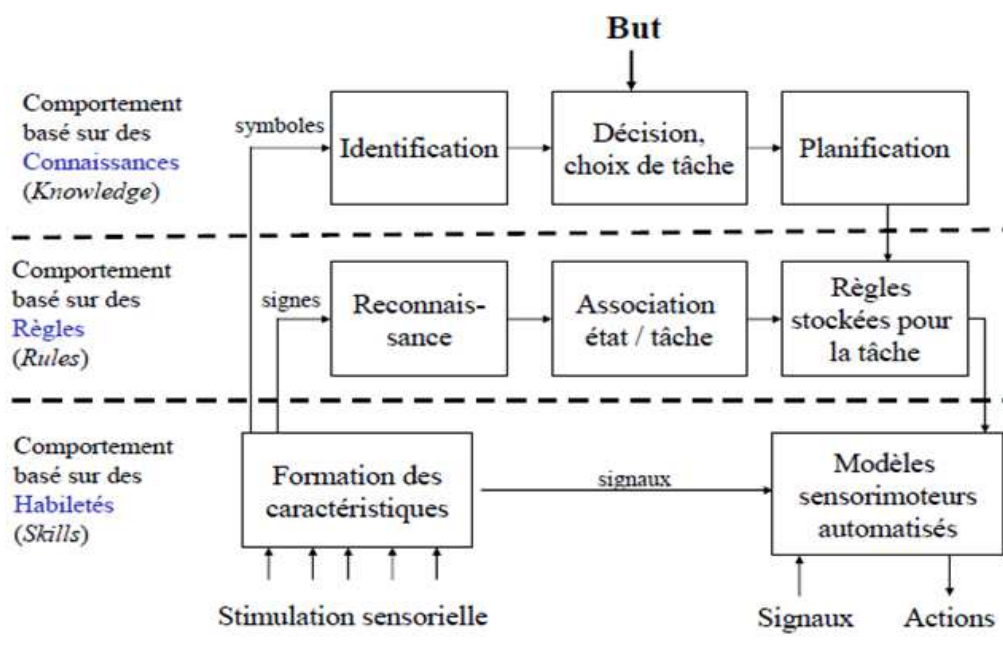 But
Comportement
basé sur des
Connaissances
(Knowledge)
symboles
Identification
Décision,
choix de tâche
Planification
Comportement
basé sur des
Règles
(Rules)
signes
Reconnais-
sance
Association
état / tâche
Règles
stockées pour
la tâche
Comportement
basé sur des
Habiletés
(Skills)
Formation des
caractéristiques
signaux
Modèles
sensorimoteurs
automatisés
Stimulation sensorielle
Signaux
Actions